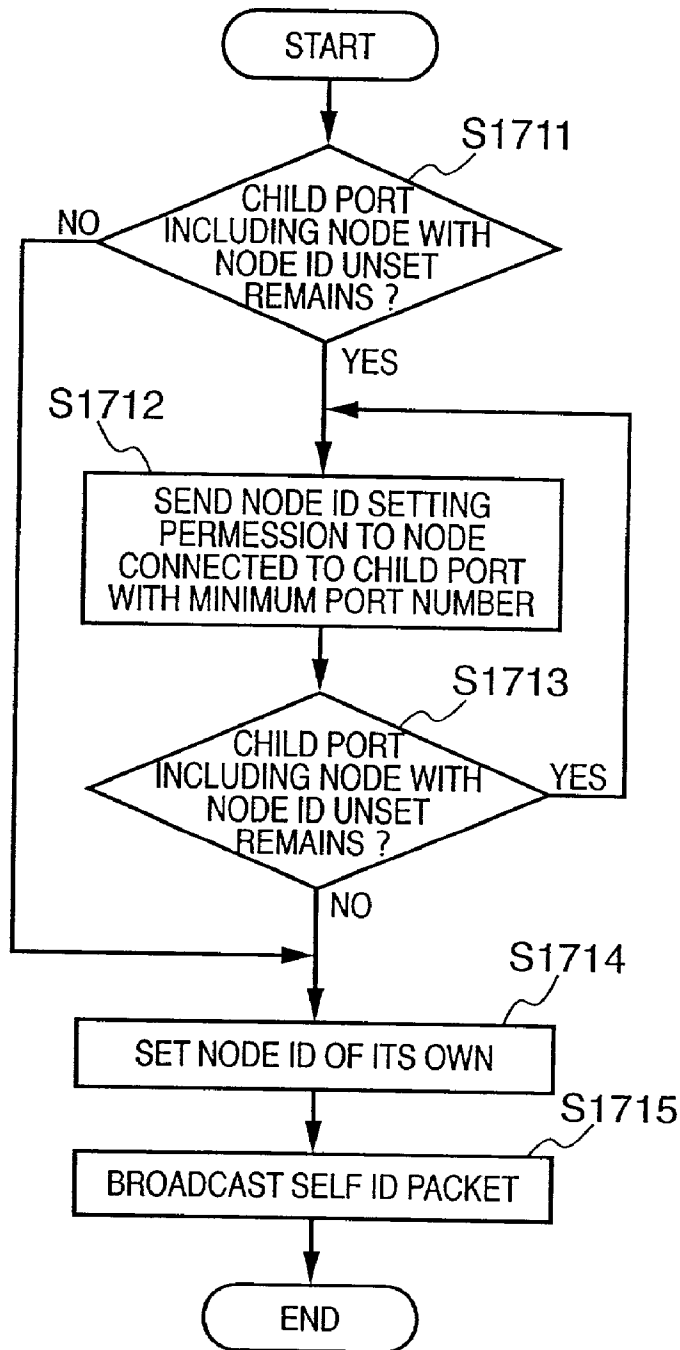 START
S1711
CHILD PORT
INCLUDING NODE WITH
NODE ID UNSET
REMAINS ?
NO
YES
S1712
SEND NODE ID SETTING
PERMESSION TO NODE
CONNECTED TO CHILD PORT
WITH MINIMUM PORT NUMBER
S1713
CHILD PORT
INCLUDING NODE WITH
NODE ID UNSET
REMAINS ?
YES
NO
S1714
SET NODE ID OF ITS OWN
S1715
BROADCAST SELF ID PACKET
END